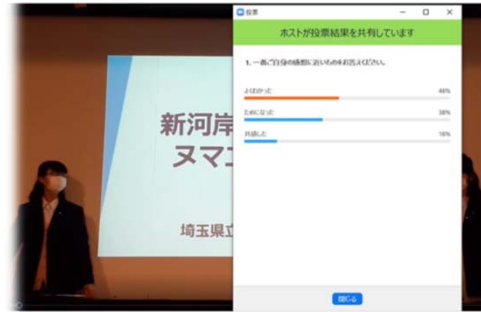 投票
ホストが投票結果を共有しています
1. 一番ご自身の感想に近いものをお答えください。
よくわかった
46%
ためになった
38%
共感した
16%
閉じる
新河岸
ヌマエ
埼玉県立